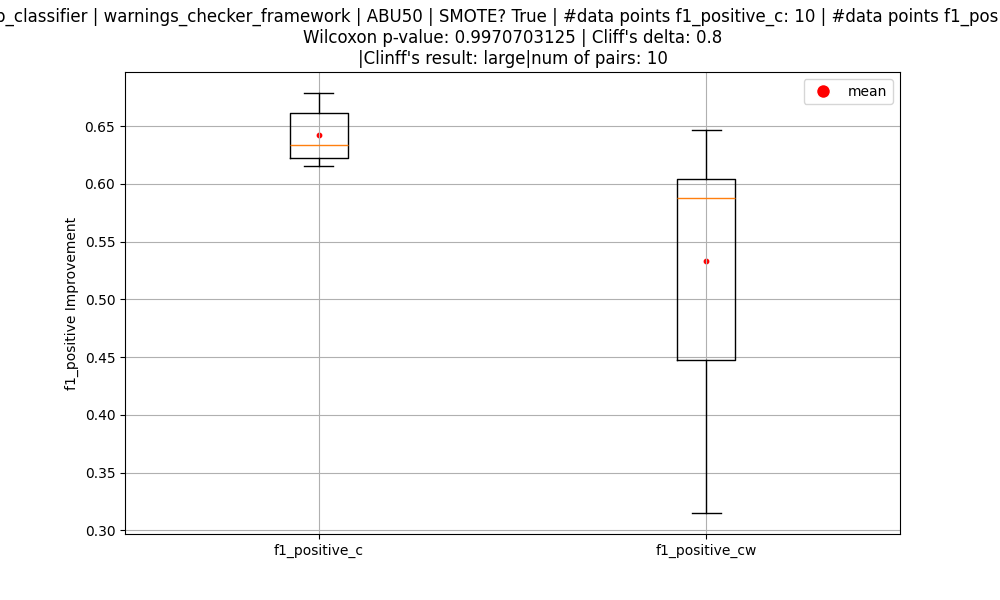 _classifier | warnings_checker_framework | ABU50 | SMOTE? True | #data points f1_positive_c: 10 | #data points f1_pos
Wilcoxon p-value: 0.9970703125 | Cliff's delta: 0.8
|Clinff's result: large|num of pairs: 10
mean
0.65
0.60
0.55
0.50
0.45
0.40
0.35
0.30
f1_positive Improvement
f1_positive_c
f1_positive_cw